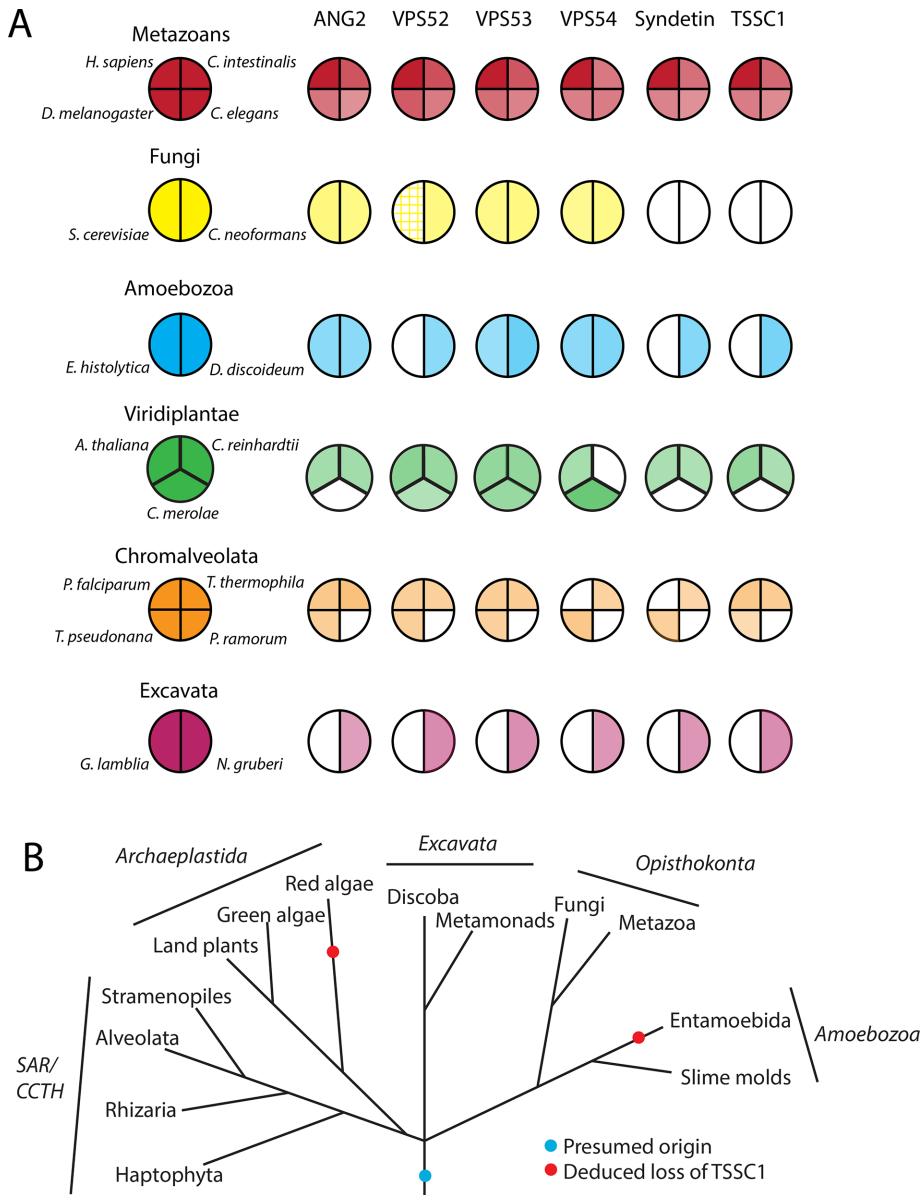 A
ANG2 VPS52 VPS53 VPS54 Syndetin TSSC1
Metazoans
H. sapiens C. intestinalis
D. melanogaster C. elegans
Fungi
S. cerevisiae C. neoformans
Amoebozoa
E. histolytica D. discoideum
Viridiplantae
A. thaliana C. reinhardtii
C. merolae
Chromalveolata
P. falciparum T. thermophila
T. pseudonana P. ramorum
Excavata
G. lamblia N. gruberi
B
Archaeplastida
Excavata
Opisthokonta
Red algae
Discoba
Fungi
Green algae
Metamonads
Metazoa
Land plants
Stramenopiles
Entamoebida
Alveolata
Amoebozoa
SAR/
CCTH
Slime molds
Rhizaria
Haptophyta
Presumed origin
Deduced loss of TSSC1